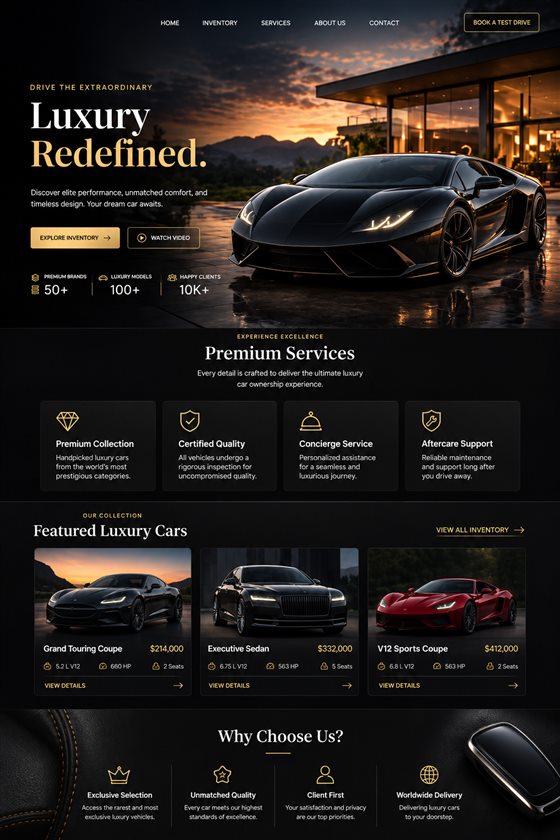 HOME INVENTORY SERVICES ABOUT US CONTACT BOOK A TEST DRIVE
DRIVE THE EXTRAORDINARY
Luxury
Redefined.
Discover elite performance, unmatched comfort, and
timeless design. Your dream car awaits.
EXPLORE INVENTORY WATCH VIDEO
PREMIUM BRANDS LUXURY MODELS HAPPY CLIENTS
50+ 100+ 10K+
EXPERIENCE EXCELLENCE
Premium Services
Every detail is crafted to deliver the ultimate luxury
car ownership experience.
Premium Collection
Handpicked luxury cars
from the world's most
prestigious categories.
Certified Quality
All vehicles undergo a
rigorous inspection for
uncompromised quality.
Concierge Service
Personalized assistance
for a seamless and
luxurious journey.
Aftercare Support
Reliable maintenance
and support long after
you drive away.
OUR COLLECTION
Featured Luxury Cars
VIEW ALL INVENTORY
Grand Touring Coupe $214,000
5.2 L V12 660 HP 2 Seats
VIEW DETAILS
Executive Sedan $332,000
6.75 L V12 563 HP 5 Seats
VIEW DETAILS
V12 Sports Coupe $412,000
6.8 L V12 563 HP 2 Seats
VIEW DETAILS
Why Choose Us?
Exclusive Selection
Access the rarest and most
exclusive luxury vehicles.
Unmatched Quality
Every car meets our highest
standards of excellence.
Client First
Your satisfaction and privacy
are our top priorities.
Worldwide Delivery
Delivering luxury cars
to your doorstep.